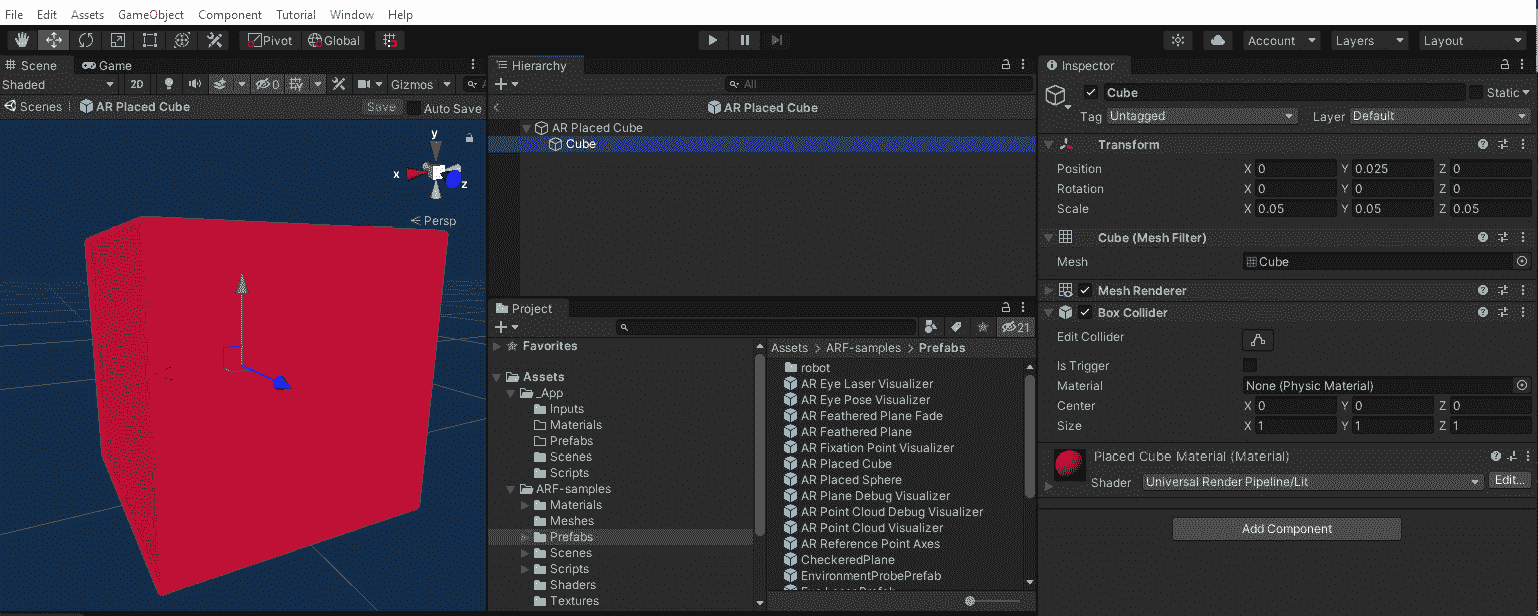 File Edit Assets GameObject Component Tutorial Window Help
Pivot Global Account Layers Layout
Scene Game
Shaded 2D 0 Gizmos
Scenes AR Placed Cube Save Auto Save
y
x
z
Persp
Hierarchy
All
AR Placed Cube
AR Placed Cube
Cube
Project
21
Favorites
Assets
_App
Inputs
Materials
Prefabs
Scenes
Scripts
ARF-samples
Materials
Meshes
Prefabs
Scenes
Scripts
Shaders
Textures
Assets > ARF-samples > Prefabs
robot
AR Eye Laser Visualizer
AR Eye Pose Visualizer
AR Feathered Plane Fade
AR Feathered Plane
AR Fixation Point Visualizer
AR Placed Cube
AR Placed Sphere
AR Plane Debug Visualizer
AR Point Cloud Debug Visualizer
AR Point Cloud Visualizer
AR Reference Point Axes
CheckeredPlane
EnvironmentProbePrefab
Inspector
Cube Static
Tag Untagged Layer Default
Transform
Position X 0 Y 0.025 Z 0
Rotation X 0 Y 0 Z 0
Scale X 0.05 Y 0.05 Z 0.05
Cube (Mesh Filter)
Mesh Cube
Mesh Renderer
Box Collider
Edit Collider
Is Trigger
Material None (Physic Material)
Center X 0 Y 0 Z 0
Size X 1 Y 1 Z 1
Placed Cube Material (Material)
Shader Universal Render Pipeline/Lit Edit...
Add Component